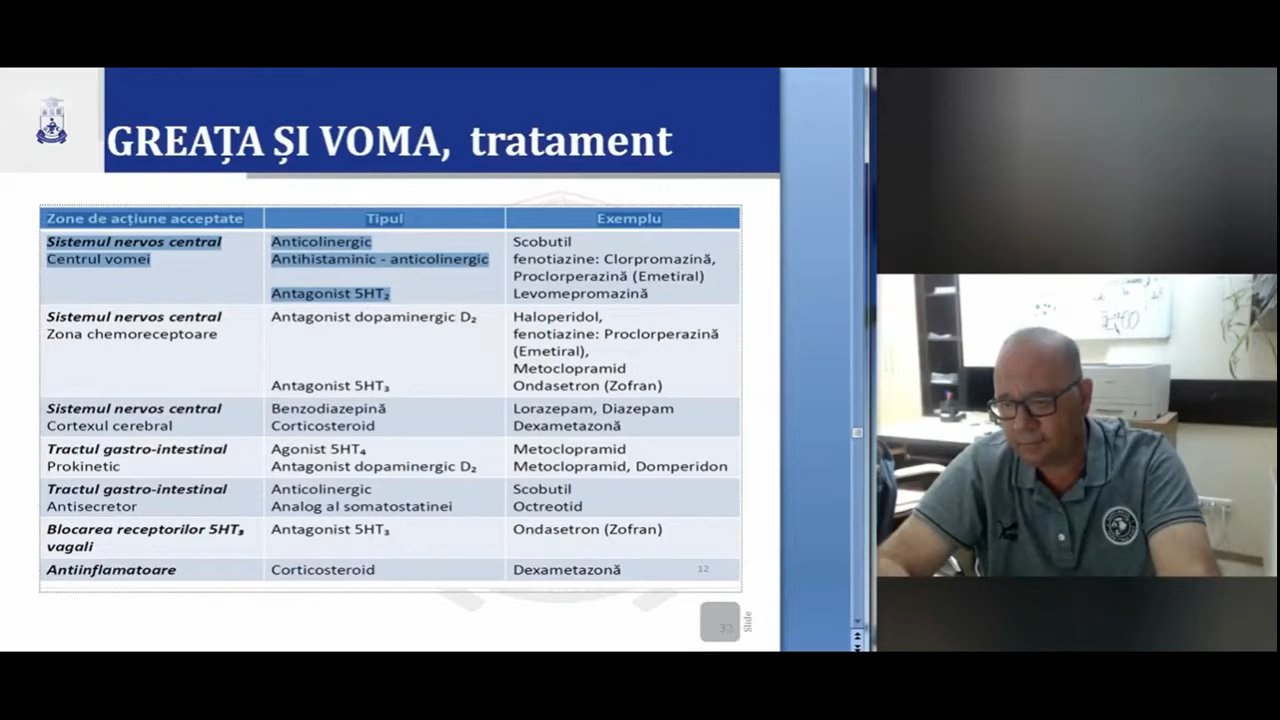 GREAȚA ȘI VOMA, tratament
Zone de acțiune acceptate Tipul Exemplu
Sistemul nervos central Anticolinergic Scobutil
Centrul vomei Antihistaminic - anticolinergic fenotiazine: Clorpromazină,
Proclorperazină (Emetiral)
Antagonist 5HT₂ Levomepromazină
Sistemul nervos central Antagonist dopaminergic D₂ Haloperidol,
Zona chemoreceptoare fenotiazine: Proclorperazină
(Emetiral),
Metoclopramid
Antagonist 5HT₃ Ondasetron (Zofran)
Sistemul nervos central Benzodiazepină Lorazepam, Diazepam
Cortexul cerebral Corticosteroid Dexametazonă
Tractul gastro-intestinal Agonist 5HT₄ Metoclopramid
Prokinetic Antagonist dopaminergic D₂ Metoclopramid, Domperidon
Tractul gastro-intestinal Anticolinergic Scobutil
Antisecretor Analog al somatostatinei Octreotid
Blocarea receptorilor 5HT₃ Antagonist 5HT₃ Ondasetron (Zofran)
vagali
Antiinflamatoare Corticosteroid Dexametazonă 12
32 Slide